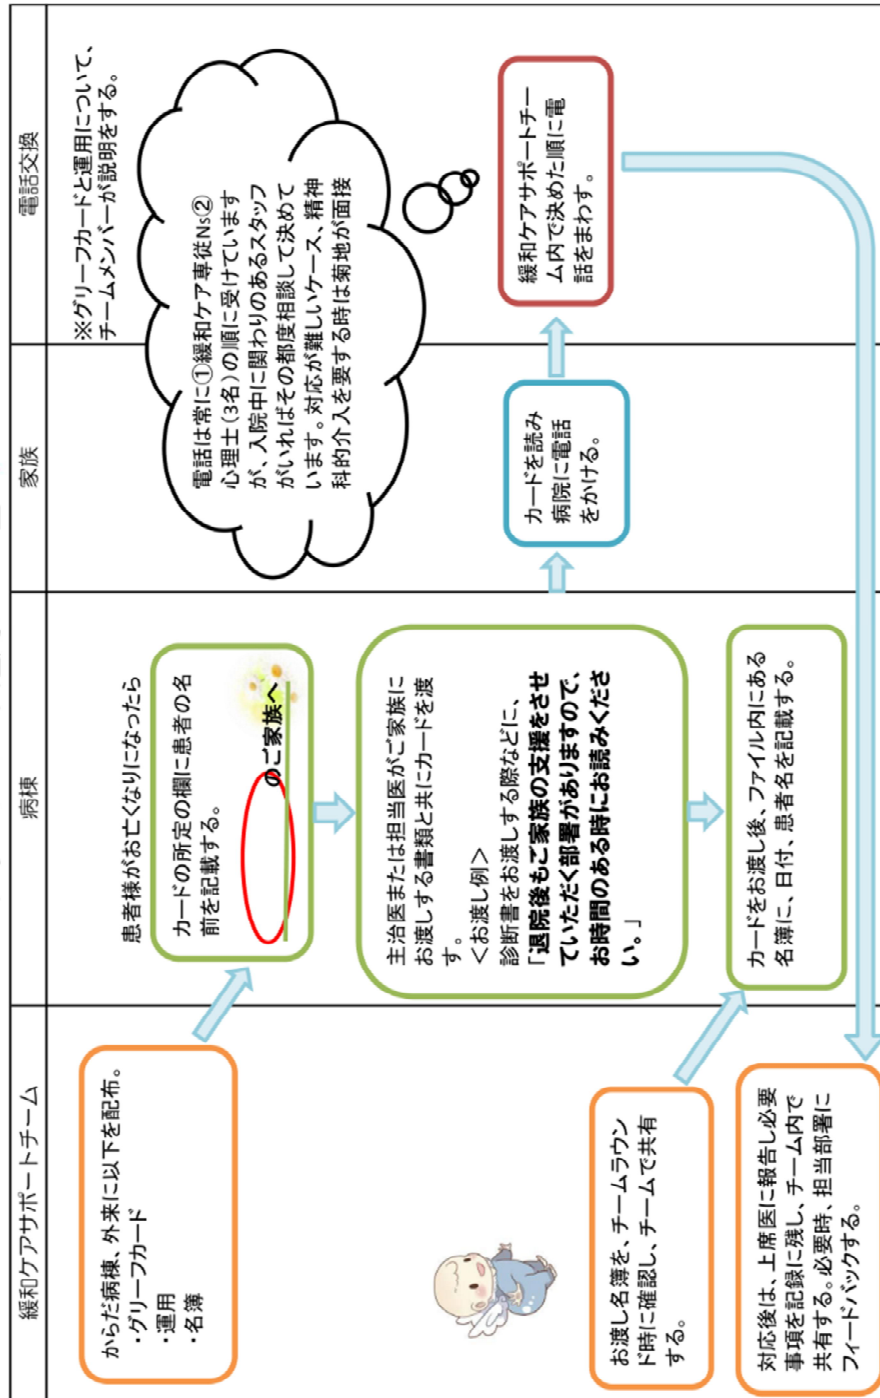 緩和ケアサポートチーム
病棟
家族
電話交換
からだ病棟、外来に以下を配布。
・グリーフカード
・運用
・名簿
お渡し名簿を、チームラウン
ド時に確認し、チームで共有
する。
対応後は、上席医に報告し必要
事項を記録に残し、チーム内で
共有する。必要時、担当部署に
フィードバックする。
患者様がお亡くなりになったら
カードの所定の欄に患者の名
前を記載する。
のご家族へ
主治医または担当医がご家族に
お渡しする書類と共にカードを渡
す。
<お渡し例>
診断書をお渡しする際などに、
「退院後もご家族の支援をさせ
ていただく部署がありますので、
お時間のある時にお読みくださ
い。」
カードをお渡し後、ファイル内にある
名簿に、日付、患者名を記載する。
カードを読み
病院に電話
をかける。
※グリーフカードと運用について、
チームメンバーが説明をする。
電話は常に①緩和ケア専従Ns②
心理士(3名)の順に受けています
が、入院中に関わりのあるスタッフ
がいればその都度相談して決めて
います。対応が難しいケース、精神
科的介入を要する時は菊地が面接
緩和ケアサポートチー
ム内で決めた順に電
話をまわす。